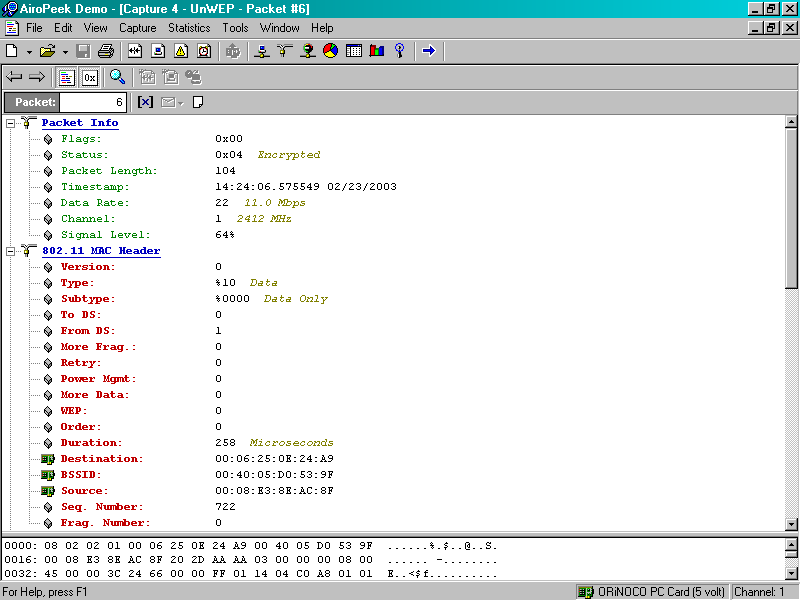 AiroPeek Demo - [Capture 4 - UnWEP - Packet #6]
File Edit View Capture Statistics Tools Window Help
0x
Packet: 6 [x]
Packet Info
Flags: 0x00
Status: 0x04 Encrypted
Packet Length: 104
Timestamp: 14:24:06.575549 02/23/2003
Data Rate: 22 11.0 Mbps
Channel: 1 2412 MHz
Signal Level: 64%
802.11 MAC Header
Version: 0
Type: %10 Data
Subtype: %0000 Data Only
To DS: 0
From DS: 1
More Frag.: 0
Retry: 0
Power Mgmt: 0
More Data: 0
WEP: 0
Order: 0
Duration: 258 Microseconds
Destination: 00:06:25:0E:24:A9
BSSID: 00:40:05:D0:53:9F
Source: 00:08:E3:8E:AC:8F
Seq. Number: 722
Frag. Number: 0
0000: 08 02 02 01 00 06 25 0E 24 A9 00 40 05 D0 53 9F ......%.$..@..S.
0016: 00 08 E3 8E AC 8F 20 2D AA AA 03 00 00 00 08 00 ...... -........
0032: 45 00 00 3C 24 66 00 00 FF 01 14 04 C0 A8 01 01 E..<$f..........
For Help, press F1 ORiNOCO PC Card (5 volt) Channel: 1